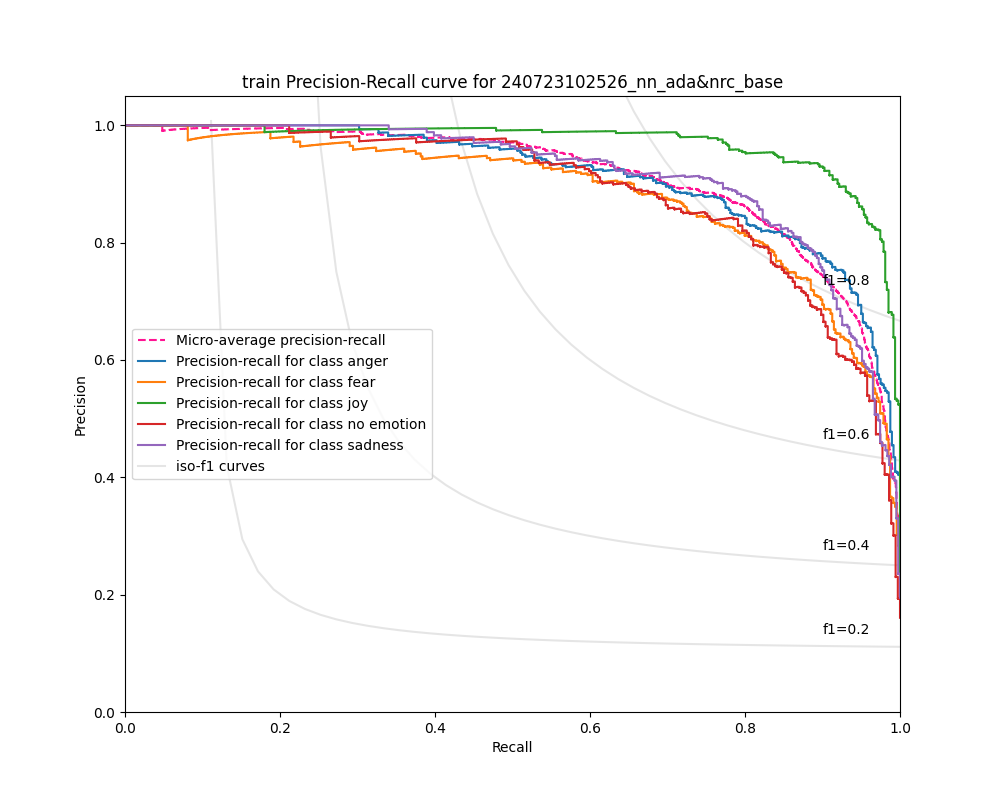 train Precision-Recall curve for 240723102526_nn_ada&nrc_base
1.0
0.8
0.6
0.4
0.2
0.0
Precision
f1=0.8
Micro-average precision-recall
Precision-recall for class anger
Precision-recall for class fear
Precision-recall for class joy
Precision-recall for class no emotion
Precision-recall for class sadness
iso-f1 curves
f1=0.6
f1=0.4
f1=0.2
0.0 0.2 0.4 0.6 0.8 1.0
Recall